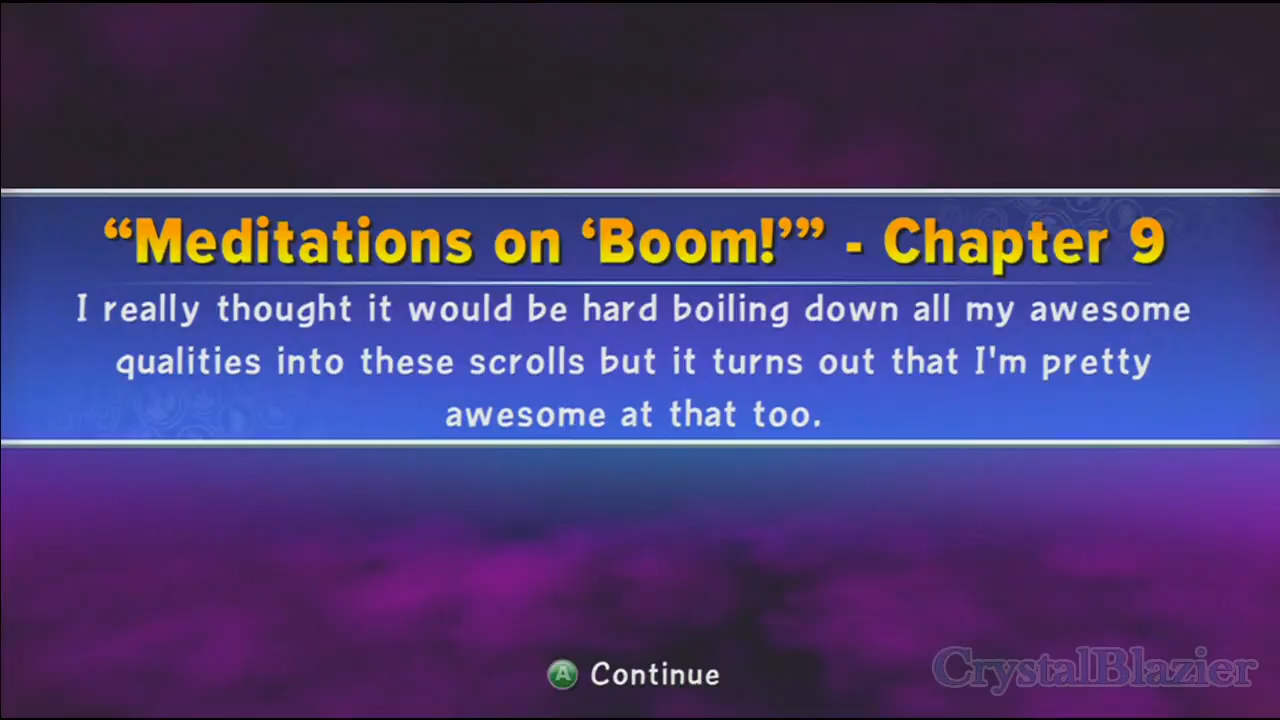 “Meditations on ‘Boom!’” - Chapter 9
I really thought it would be hard boiling down all my awesome
qualities into these scrolls but it turns out that I'm pretty
awesome at that too.
A Continue
CrystalBlazier